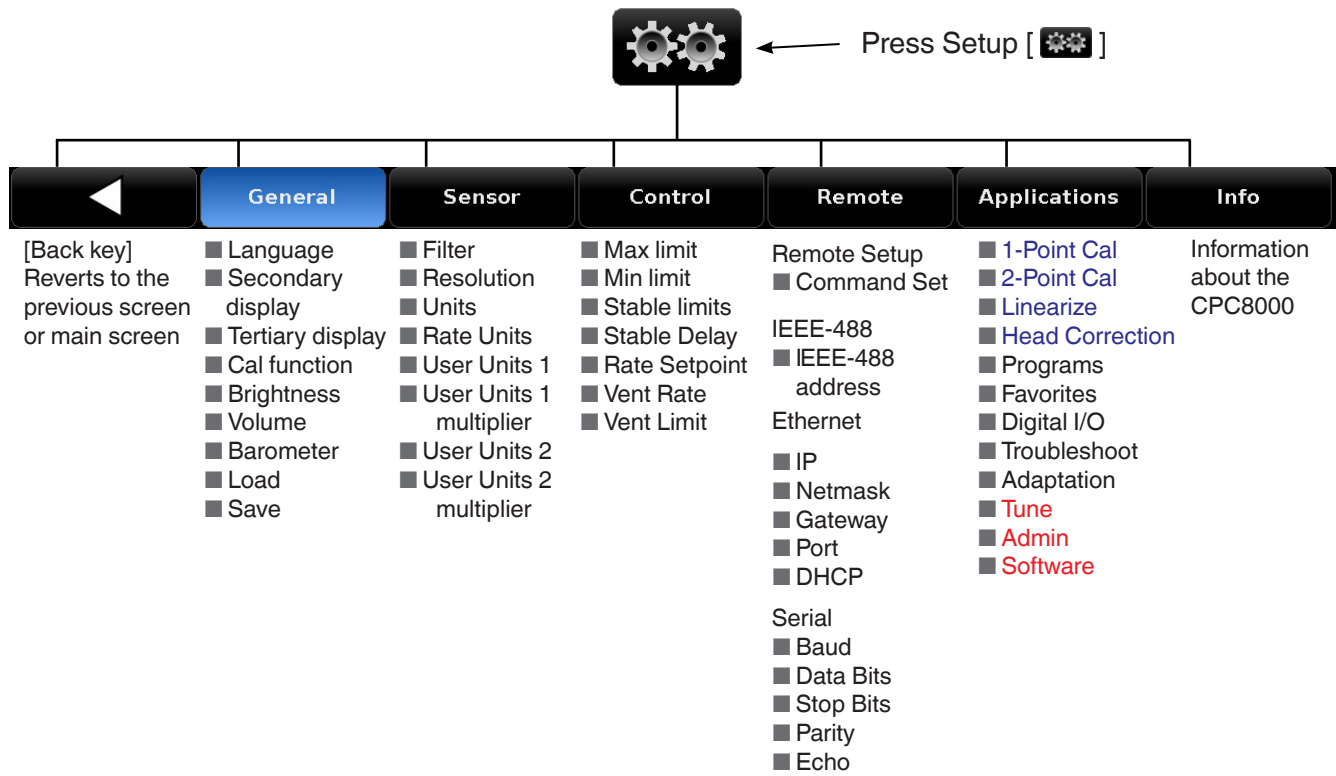 Press Setup [ ]
General
Sensor
Control
Remote
Applications
Info
[Back key]
Reverts to the
previous screen
or main screen
Language
Secondary
display
Tertiary display
Cal function
Brightness
Volume
Barometer
Load
Save
Filter
Resolution
Units
Rate Units
User Units 1
User Units 1
multiplier
User Units 2
User Units 2
multiplier
Max limit
Min limit
Stable limits
Stable Delay
Rate Setpoint
Vent Rate
Vent Limit
Remote Setup
Command Set
IEEE-488
IEEE-488
address
Ethernet
IP
Netmask
Gateway
Port
DHCP
Serial
Baud
Data Bits
Stop Bits
Parity
Echo
1-Point Cal
2-Point Cal
Linearize
Head Correction
Programs
Favorites
Digital I/O
Troubleshoot
Adaptation
Tune
Admin
Software
Information
about the
CPC8000